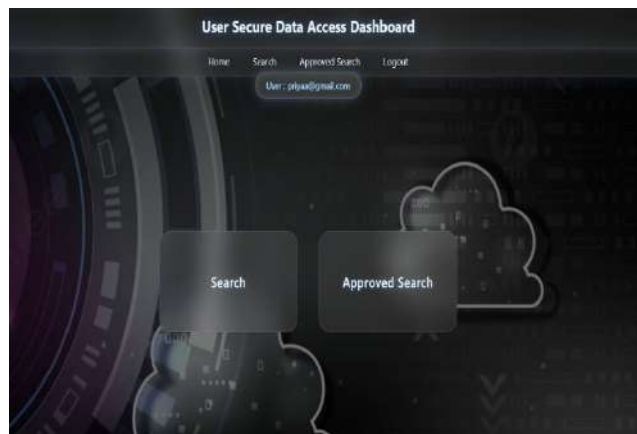 User Secure Data Access Dashboard
Home Search Approved Search Logout
User : priyaa@gmail.com
Search Approved Search